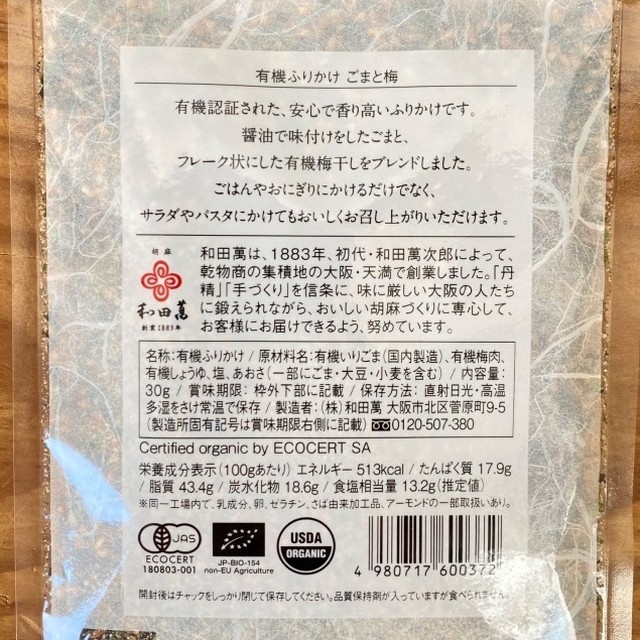 有機ふりかけ ごまと梅
有機認証された、安心で香り高いふりかけです。
醤油で味付けをしたごまと、
フレーク状にした有機梅干しをブレンドしました。
ごはんやおにぎりにかけるだけでなく、
サラダやパスタにかけてもおいしくお召し上がりいただけます。
胡麻
和田萬
創業1883年
和田萬は、1883年、初代・和田萬次郎によって、
乾物商の集積地の大阪・天満で創業しました。「丹
精」「手づくり」を信条に、味に厳しい大阪の人たち
に鍛えられながら、おいしい胡麻づくりに専心して、
お客様にお届けできるよう、努めています。
名称:有機ふりかけ / 原材料名:有機いりごま(国内製造)、有機梅肉、
有機しょうゆ、塩、あおさ(一部にごま・大豆・小麦を含む) / 内容量:
30g / 賞味期限: 枠外下部に記載 / 保存方法: 直射日光・高温
多湿をさけ常温で保存 / 製造者: (株) 和田萬 大阪市北区菅原町9-5
(製造所固有記号は賞味期限右側に記載) 0120-507-380
Certified organic by ECOCERT SA
栄養成分表示 (100gあたり) エネルギー 513kcal / たんぱく質 17.9g
/ 脂質 43.4g / 炭水化物 18.6g / 食塩相当量 13.2g (推定値)
※同一工場内で、乳成分、卵、ゼラチン、さば由来加工品、アーモンドの一部取扱いあり。
JAS
ECOCERT
180803-001
JP-BIO-154
non-EU Agriculture
USDA
ORGANIC
4 980717 600372
開封後はチャックをしっかり閉じて保存してください。品質保持剤が入っていますが食べられません。